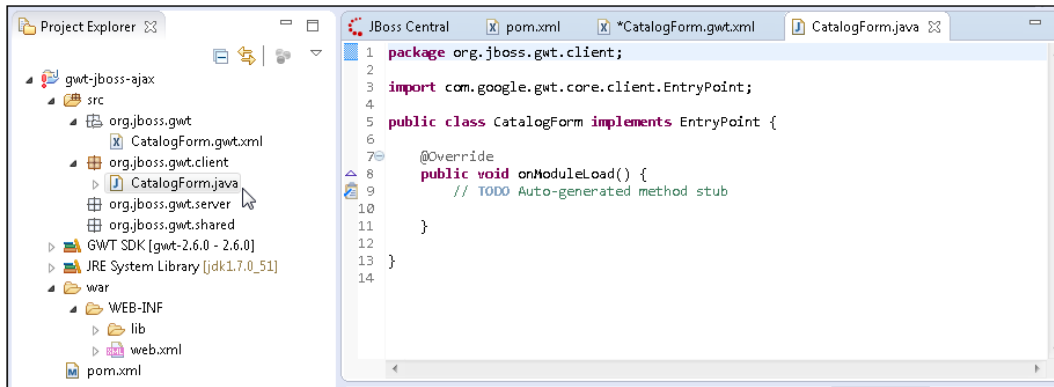 Project Explorer
gwt-jboss-ajax
src
org.jboss.gwt
CatalogForm.gwt.xml
org.jboss.gwt.client
CatalogForm.java
org.jboss.gwt.server
org.jboss.gwt.shared
GWT SDK [gwt-2.6.0 - 2.6.0]
JRE System Library [jdk1.7.0_51]
war
WEB-INF
lib
web.xml
pom.xml
JBoss Central pom.xml *CatalogForm.gwt.xml CatalogForm.java
1 package org.jboss.gwt.client;
2
3 import com.google.gwt.core.client.EntryPoint;
4
5 public class CatalogForm implements EntryPoint {
6
7 @Override
8 public void onModuleLoad() {
9 // TODO Auto-generated method stub
10
11 }
12
13 }
14